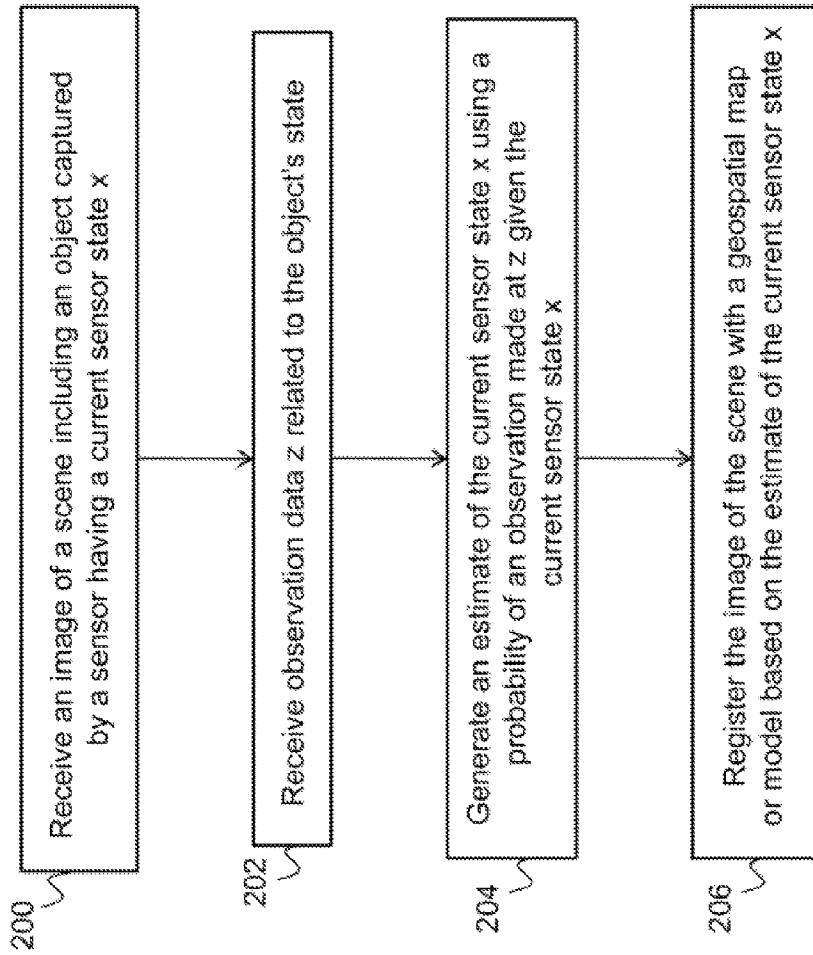 200
Receive an image of a scene including an object captured
by a sensor having a current sensor state x
202
Receive observation data z related to the object's state
204
Generate an estimate of the current sensor state x using a
probability of an observation made at z given the
current sensor state x
206
Register the image of the scene with a geospatial map
or model based on the estimate of the current sensor state x